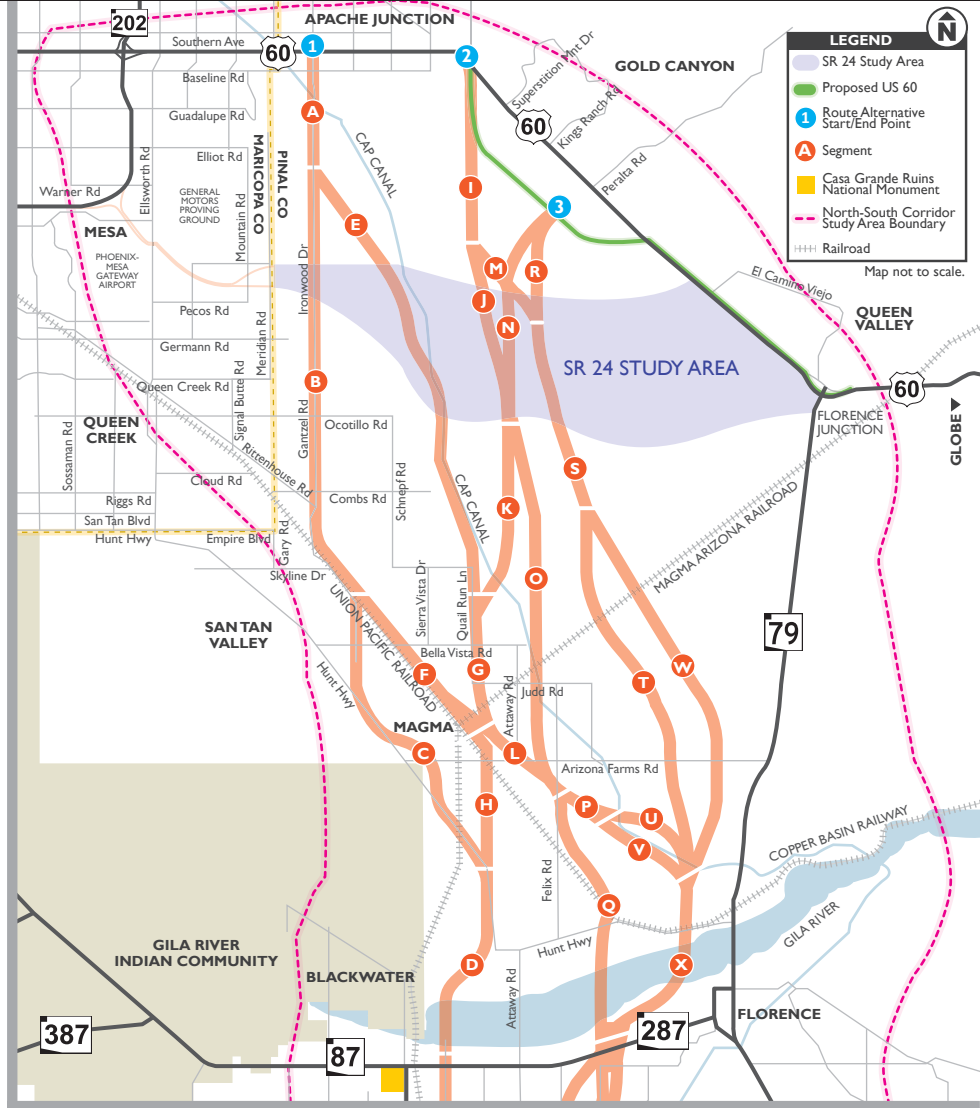 202
APACHE JUNCTION
Southern Ave
60
1
2
Superstition Mnt Dr
GOLD CANYON
N
LEGEND
SR 24 Study Area
Proposed US 60
1
Route Alternative
Start/End Point
A
Segment
Casa Grande Ruins
National Monument
North-South Corridor
Study Area Boundary
Railroad
Map not to scale.
Baseline Rd
A
Guadalupe Rd
60
Kings Ranch Rd
CAP CANAL
Elliot Rd
MARICOPA CO
PINAL CO
Peralta Rd
Ellsworth Rd
Warner Rd
GENERAL
MOTORS
PROVING
GROUND
Mountain Rd
I
3
E
MESA
PHOENIX-
MESA
GATEWAY
AIRPORT
Ironwood Dr
M
R
El Camino Viejo
J
Pecos Rd
QUEEN
VALLEY
N
Germann Rd
Meridian Rd
SR 24 STUDY AREA
Queen Creek Rd
B
60
Signal Butte Rd
GLOBE
QUEEN
CREEK
Gantzel Rd
Ocotillo Rd
FLORENCE
JUNCTION
Sossaman Rd
Rittenhouse Rd
S
Cloud Rd
Schnepf Rd
Combs Rd
CAP CANAL
Riggs Rd
K
San Tan Blvd
Hunt Hwy
Empire Blvd
Gary Rd
MAGMA ARIZONA RAILROAD
Skyline Dr
O
UNION PACIFIC RAILROAD
Sierra Vista Dr
Quail Run Ln
SAN TAN
VALLEY
79
Bella Vista Rd
Hunt Hwy
F
G
W
T
Attaway Rd
Judd Rd
MAGMA
C
L
Arizona Farms Rd
H
P
U
V
COPPER BASIN RAILWAY
Felix Rd
Q
GILA RIVER
Hunt Hwy
GILA RIVER
INDIAN COMMUNITY
D
X
BLACKWATER
Attaway Rd
FLORENCE
387
287
87